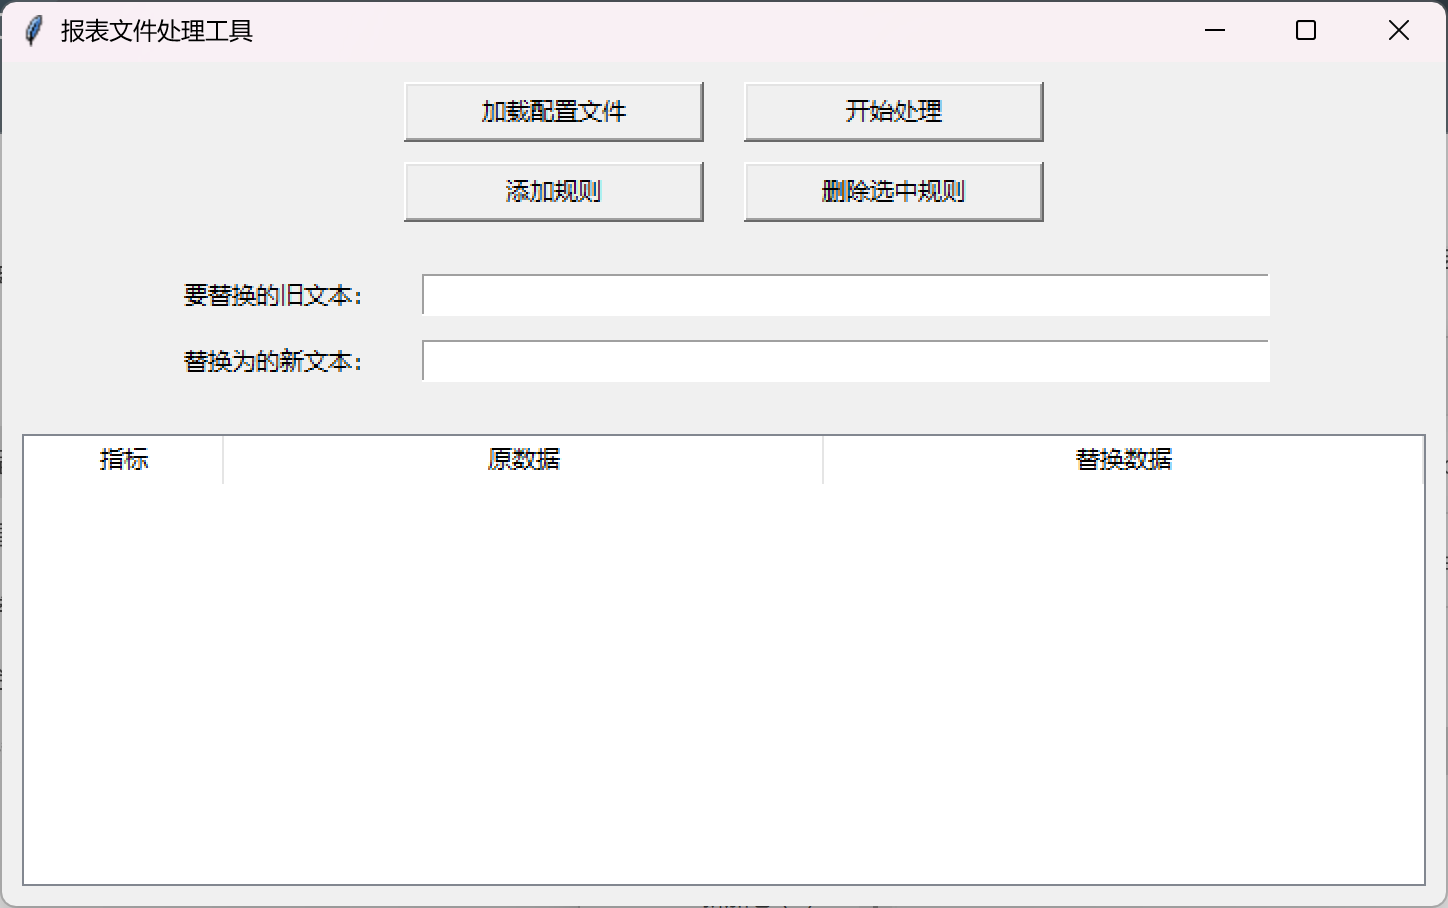 报表文件处理工具
加载配置文件 开始处理
添加规则 删除选中规则
要替换的旧文本:
替换为的新文本:
指标 原数据 替换数据